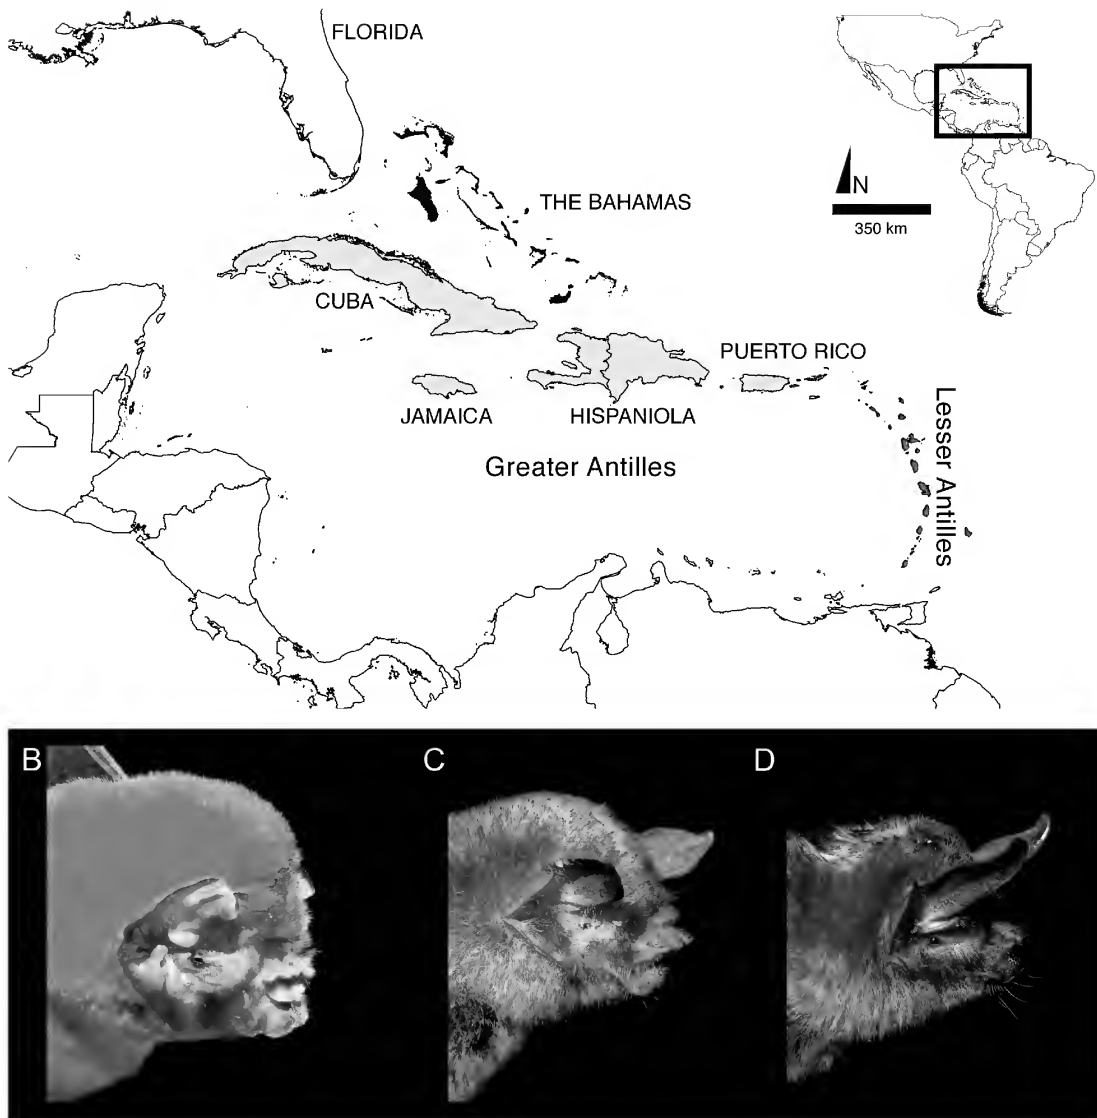 FLORIDA
THE BAHAMAS
N
350 km
CUBA
PUERTO RICO
JAMAICA
HISPANIOLA
Greater Antilles
Lesser Antilles
B
C
D